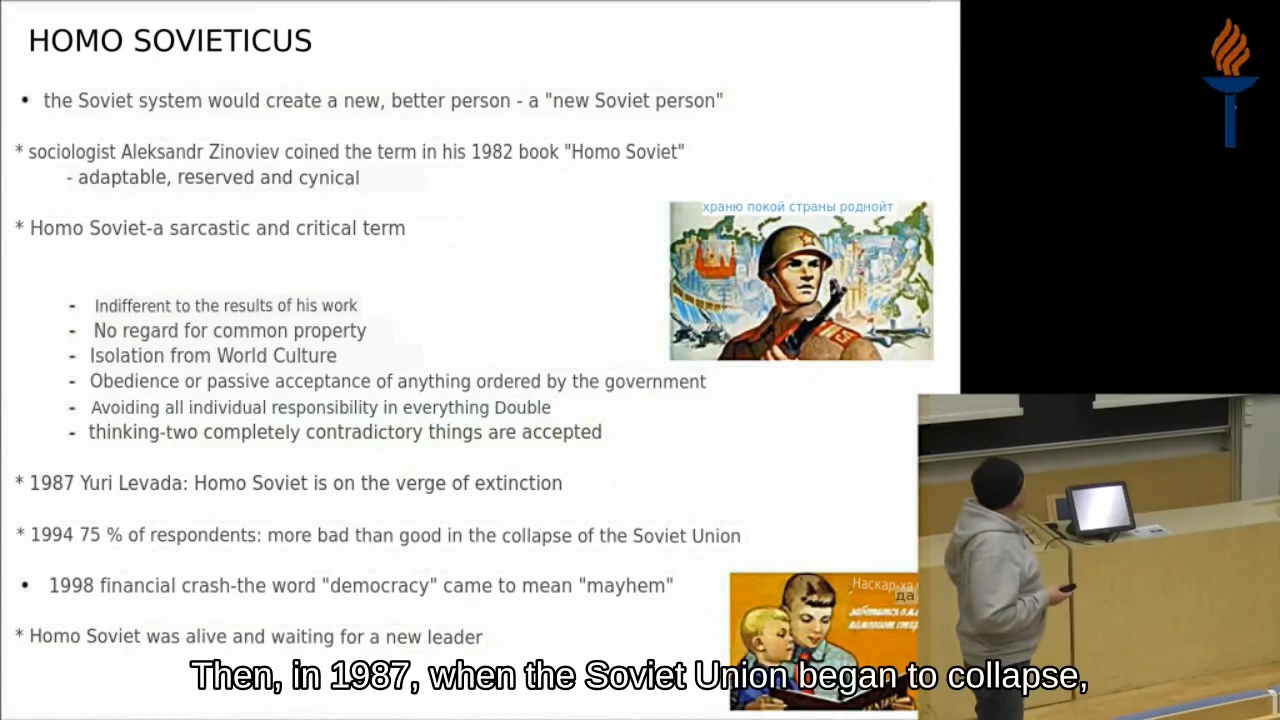 HOMO SOVIETICUS
• the Soviet system would create a new, better person - a "new Soviet person"
* sociologist Aleksandr Zinoviev coined the term in his 1982 book "Homo Soviet"
- adaptable, reserved and cynical
храню покой страны роднойт
* Homo Soviet-a sarcastic and critical term
- Indifferent to the results of his work
- No regard for common property
- Isolation from World Culture
- Obedience or passive acceptance of anything ordered by the government
- Avoiding all individual responsibility in everything Double
- thinking-two completely contradictory things are accepted
* 1987 Yuri Levada: Homo Soviet is on the verge of extinction
* 1994 75 % of respondents: more bad than good in the collapse of the Soviet Union
• 1998 financial crash-the word "democracy" came to mean "mayhem"
Наскар-ха
да
* Homo Soviet was alive and waiting for a new leader
Then, in 1987, when the Soviet Union began to collapse,